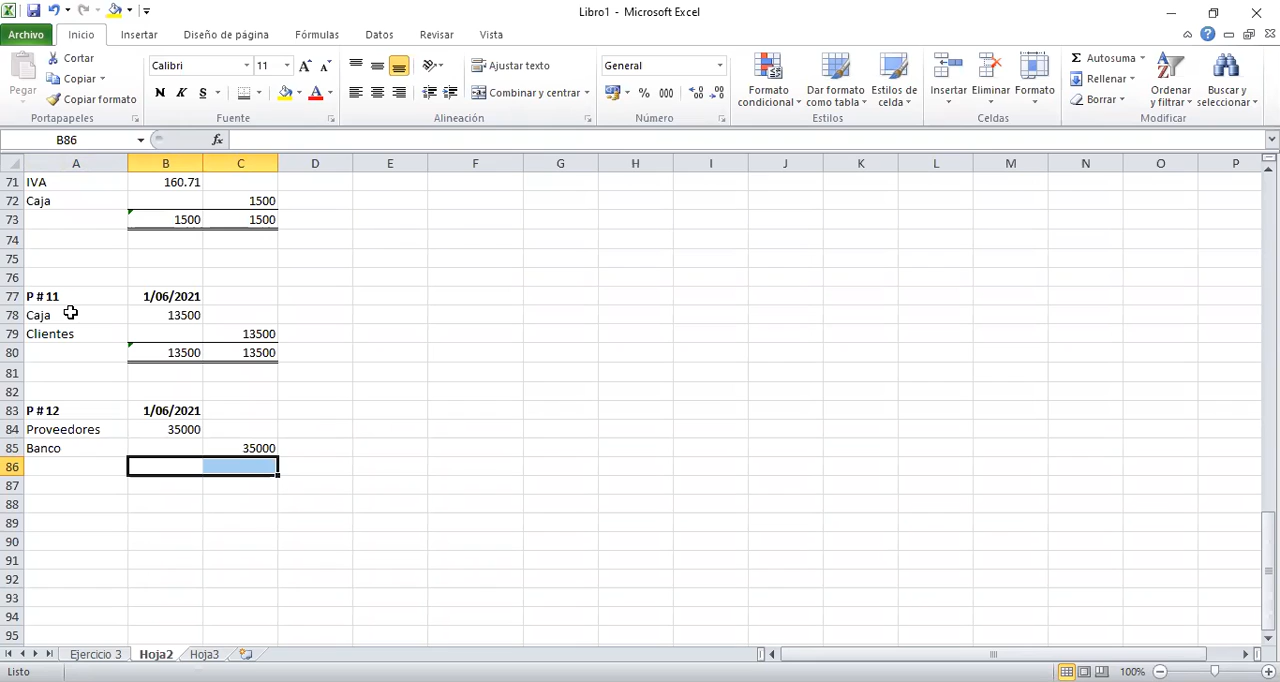 Libro1 - Microsoft Excel
Archivo Inicio Insertar Diseño de página Fórmulas Datos Revisar Vista
Pegar
Cortar
Copiar
Copiar formato
Portapapeles
Calibri 11
N K S
Fuente
Ajustar texto
Combinar y centrar
Alineación
General
% 000
Número
Formato condicional
Dar formato como tabla
Estilos de celda
Estilos
Insertar Eliminar Formato
Celdas
Autosuma
Rellenar
Borrar
Ordenar y filtrar
Buscar y seleccionar
Modificar
B86 fx
A B C D E F G H I J K L M N O P
71 IVA 160.71
72 Caja 1500
73 1500 1500
74
75
76
77 P # 11 1/06/2021
78 Caja 13500
79 Clientes 13500
80 13500 13500
81
82
83 P # 12 1/06/2021
84 Proveedores 35000
85 Banco 35000
86
87
88
89
90
91
92
93
94
95
Ejercicio 3 Hoja2 Hoja3
Listo 100%